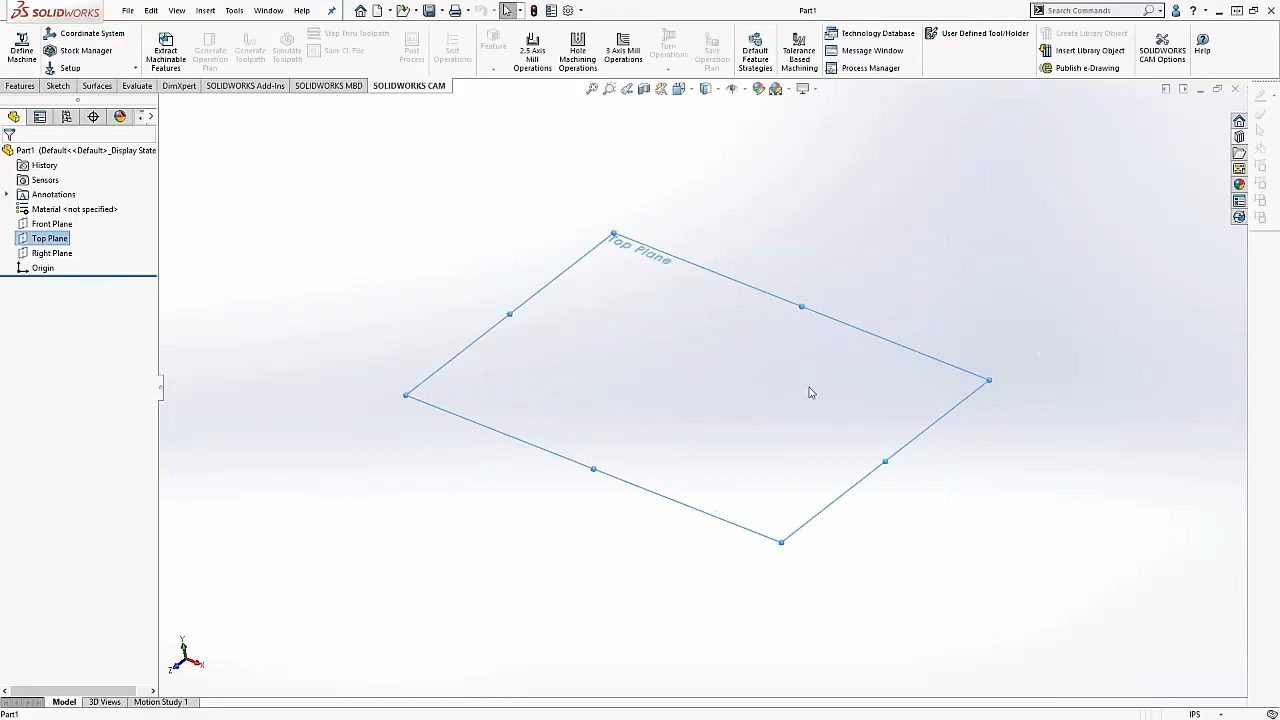 SOLIDWORKS
File Edit View Insert Tools Window Help
Part1
Search Commands
Define Machine
Coordinate System
Stock Manager
Setup
Extract Machinable Features
Generate Operation Plan
Generate Toolpath
Simulate Toolpath
Step Thru Toolpath
Save CL File
Post Process
Sort Operations
Feature
2.5 Axis Mill Operations
Hole Machining Operations
3 Axis Mill Operations
Turn Operations
Save Operation Plan
Default Feature Strategies
Tolerance Based Machining
Technology Database
Message Window
Process Manager
User Defined Tool/Holder
Create Library Object
Insert Library Object
Publish e-Drawing
SOLIDWORKS CAM Options
Help
Features Sketch Surfaces Evaluate DimXpert SOLIDWORKS Add-Ins SOLIDWORKS MBD SOLIDWORKS CAM
Part1 (Default<<Default>_Display State
History
Sensors
Annotations
Material <not specified>
Front Plane
Top Plane
Right Plane
Origin
Top Plane
Y
Z X
Model 3D Views Motion Study 1
Part1
IPS